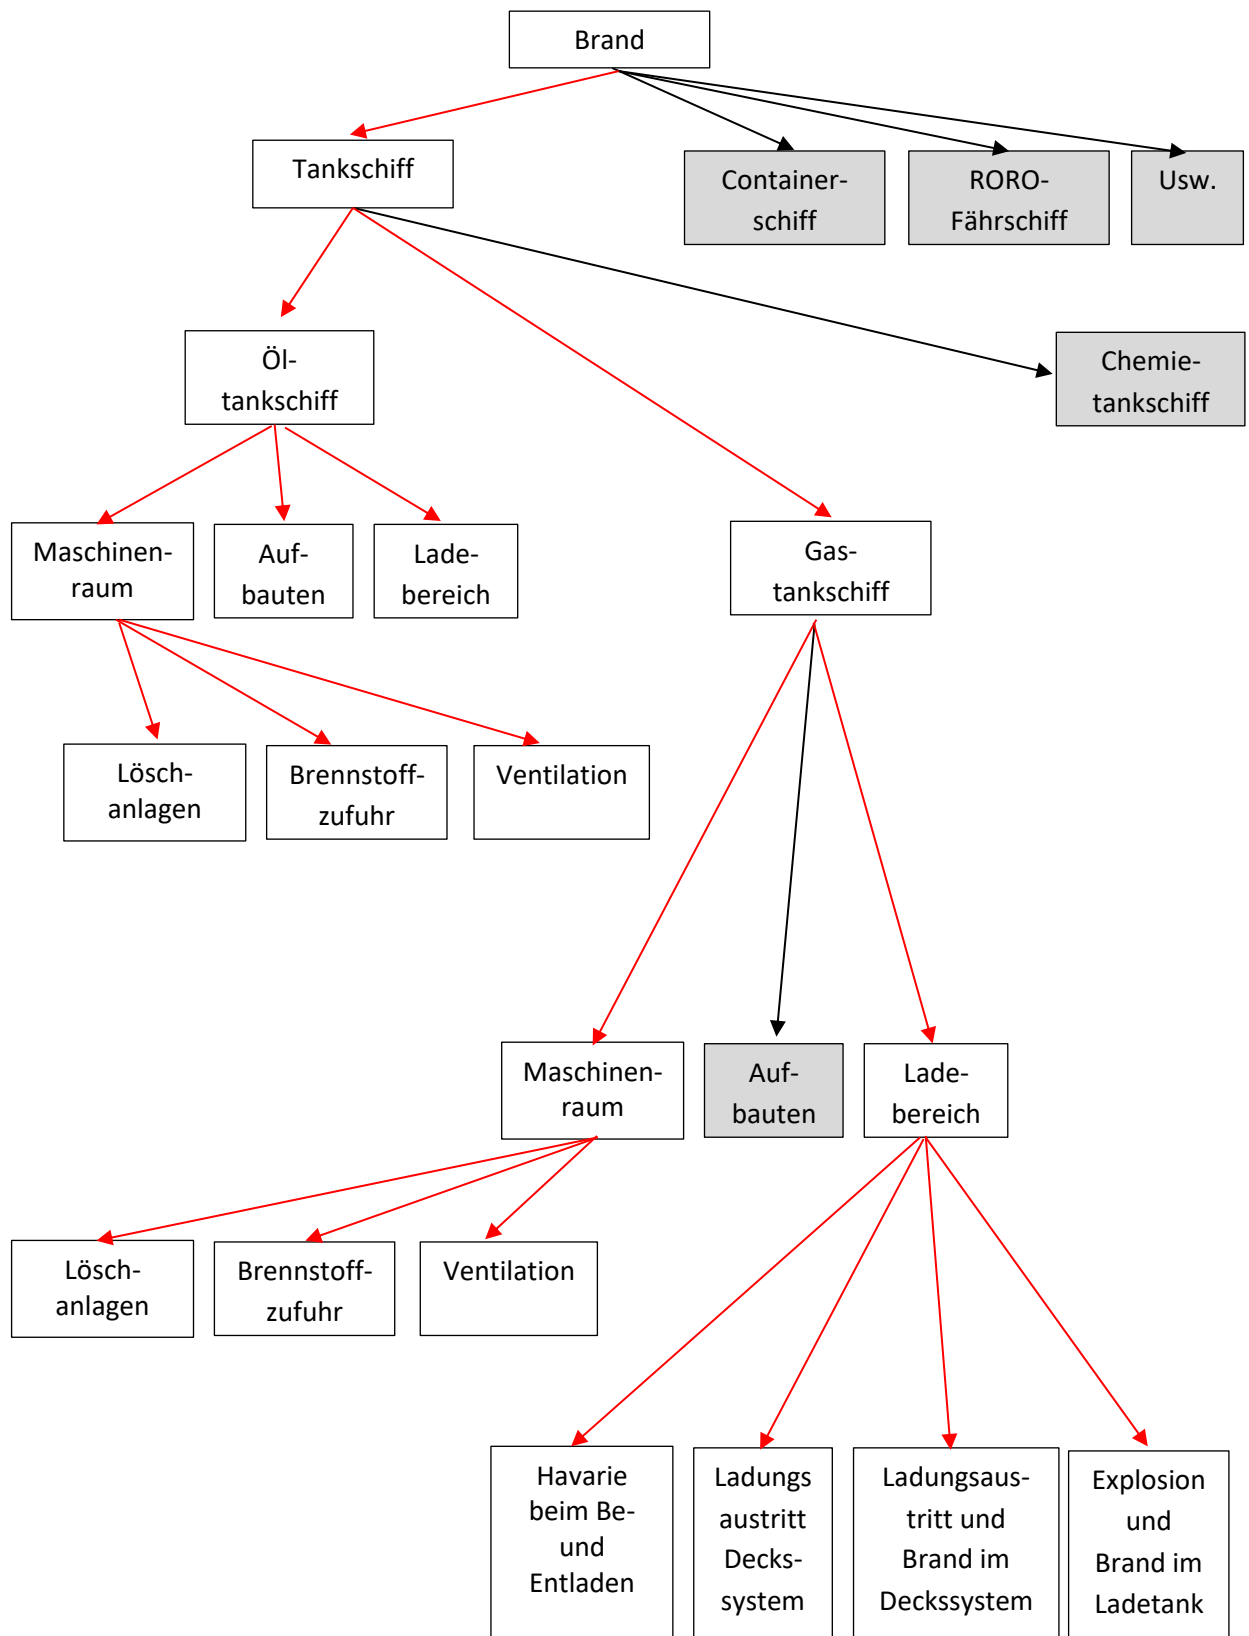 Brand
Tankschiff
Container-
schiff
RORO-
Fährschiff
Usw.
Öl-
tankschiff
Chemie-
tankschiff
Maschinen-
raum
Auf-
bauten
Lade-
bereich
Gas-
tankschiff
Lösch-
anlagen
Brennstoff-
zufuhr
Ventilation
Maschinen-
raum
Auf-
bauten
Lade-
bereich
Lösch-
anlagen
Brennstoff-
zufuhr
Ventilation
Havarie
beim Be-
und
Entladen
Ladungs
austritt
Decks-
system
Ladungsaus-
tritt und
Brand im
Deckssystem
Explosion
und
Brand im
Ladetank